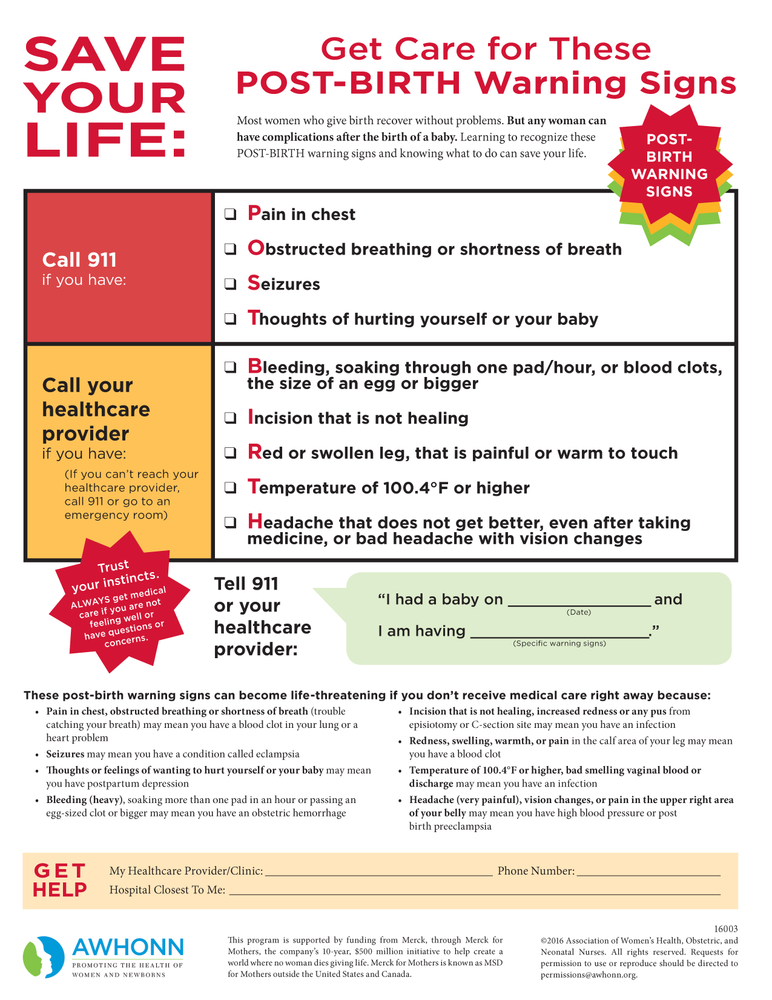 SAVE
YOUR
LIFE:
Get Care for These
POST-BIRTH Warning Signs
Most women who give birth recover without problems. But any woman can
have complications after the birth of a baby. Learning to recognize these
POST-BIRTH warning signs and knowing what to do can save your life.
POST-
BIRTH
WARNING
SIGNS
Call 911
if you have:
❑ Pain in chest
❑ Obstructed breathing or shortness of breath
❑ Seizures
❑ Thoughts of hurting yourself or your baby
Call your
healthcare
provider
if you have:
(If you can’t reach your
healthcare provider,
call 911 or go to an
emergency room)
❑ Bleeding, soaking through one pad/hour, or blood clots,
the size of an egg or bigger
❑ Incision that is not healing
❑ Red or swollen leg, that is painful or warm to touch
❑ Temperature of 100.4°F or higher
❑ Headache that does not get better, even after taking
medicine, or bad headache with vision changes
Trust
your instincts.
ALWAYS get medical
care if you are not
feeling well or
have questions or
concerns.
Tell 911
or your
healthcare
provider:
“I had a baby on ________________ and
(Date)
I am having ____________________.”
(Specific warning signs)
These post-birth warning signs can become life-threatening if you don’t receive medical care right away because:
• Pain in chest, obstructed breathing or shortness of breath (trouble
catching your breath) may mean you have a blood clot in your lung or a
heart problem
• Seizures may mean you have a condition called eclampsia
• Thoughts or feelings of wanting to hurt yourself or your baby may mean
you have postpartum depression
• Bleeding (heavy), soaking more than one pad in an hour or passing an
egg-sized clot or bigger may mean you have an obstetric hemorrhage
• Incision that is not healing, increased redness or any pus from
episiotomy or C-section site may mean you have an infection
• Redness, swelling, warmth, or pain in the calf area of your leg may mean
you have a blood clot
• Temperature of 100.4°F or higher, bad smelling vaginal blood or
discharge may mean you have an infection
• Headache (very painful), vision changes, or pain in the upper right area
of your belly may mean you have high blood pressure or post
birth preeclampsia
GET
HELP
My Healthcare Provider/Clinic: ______________________________ Phone Number: ___________________
Hospital Closest To Me: ____________________________________________________________
AWHONN
PROMOTING THE HEALTH OF
WOMEN AND NEWBORNS
This program is supported by funding from Merck, through Merck for
Mothers, the company’s 10-year, $500 million initiative to help create a
world where no woman dies giving life. Merck for Mothers is known as MSD
for Mothers outside the United States and Canada.
16003
©2016 Association of Women’s Health, Obstetric, and
Neonatal Nurses. All rights reserved. Requests for
permission to use or reproduce should be directed to
permissions@awhonn.org.